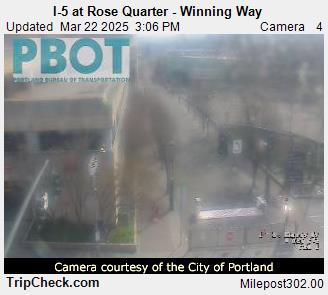 I-5 at Rose Quarter - Winning Way
Updated Mar 22 2025 3:06 PM Camera 4
PBOT
PORTLAND BUREAU OF TRANSPORTATION
Camera courtesy of the City of Portland
TripCheck.com Milepost302.00